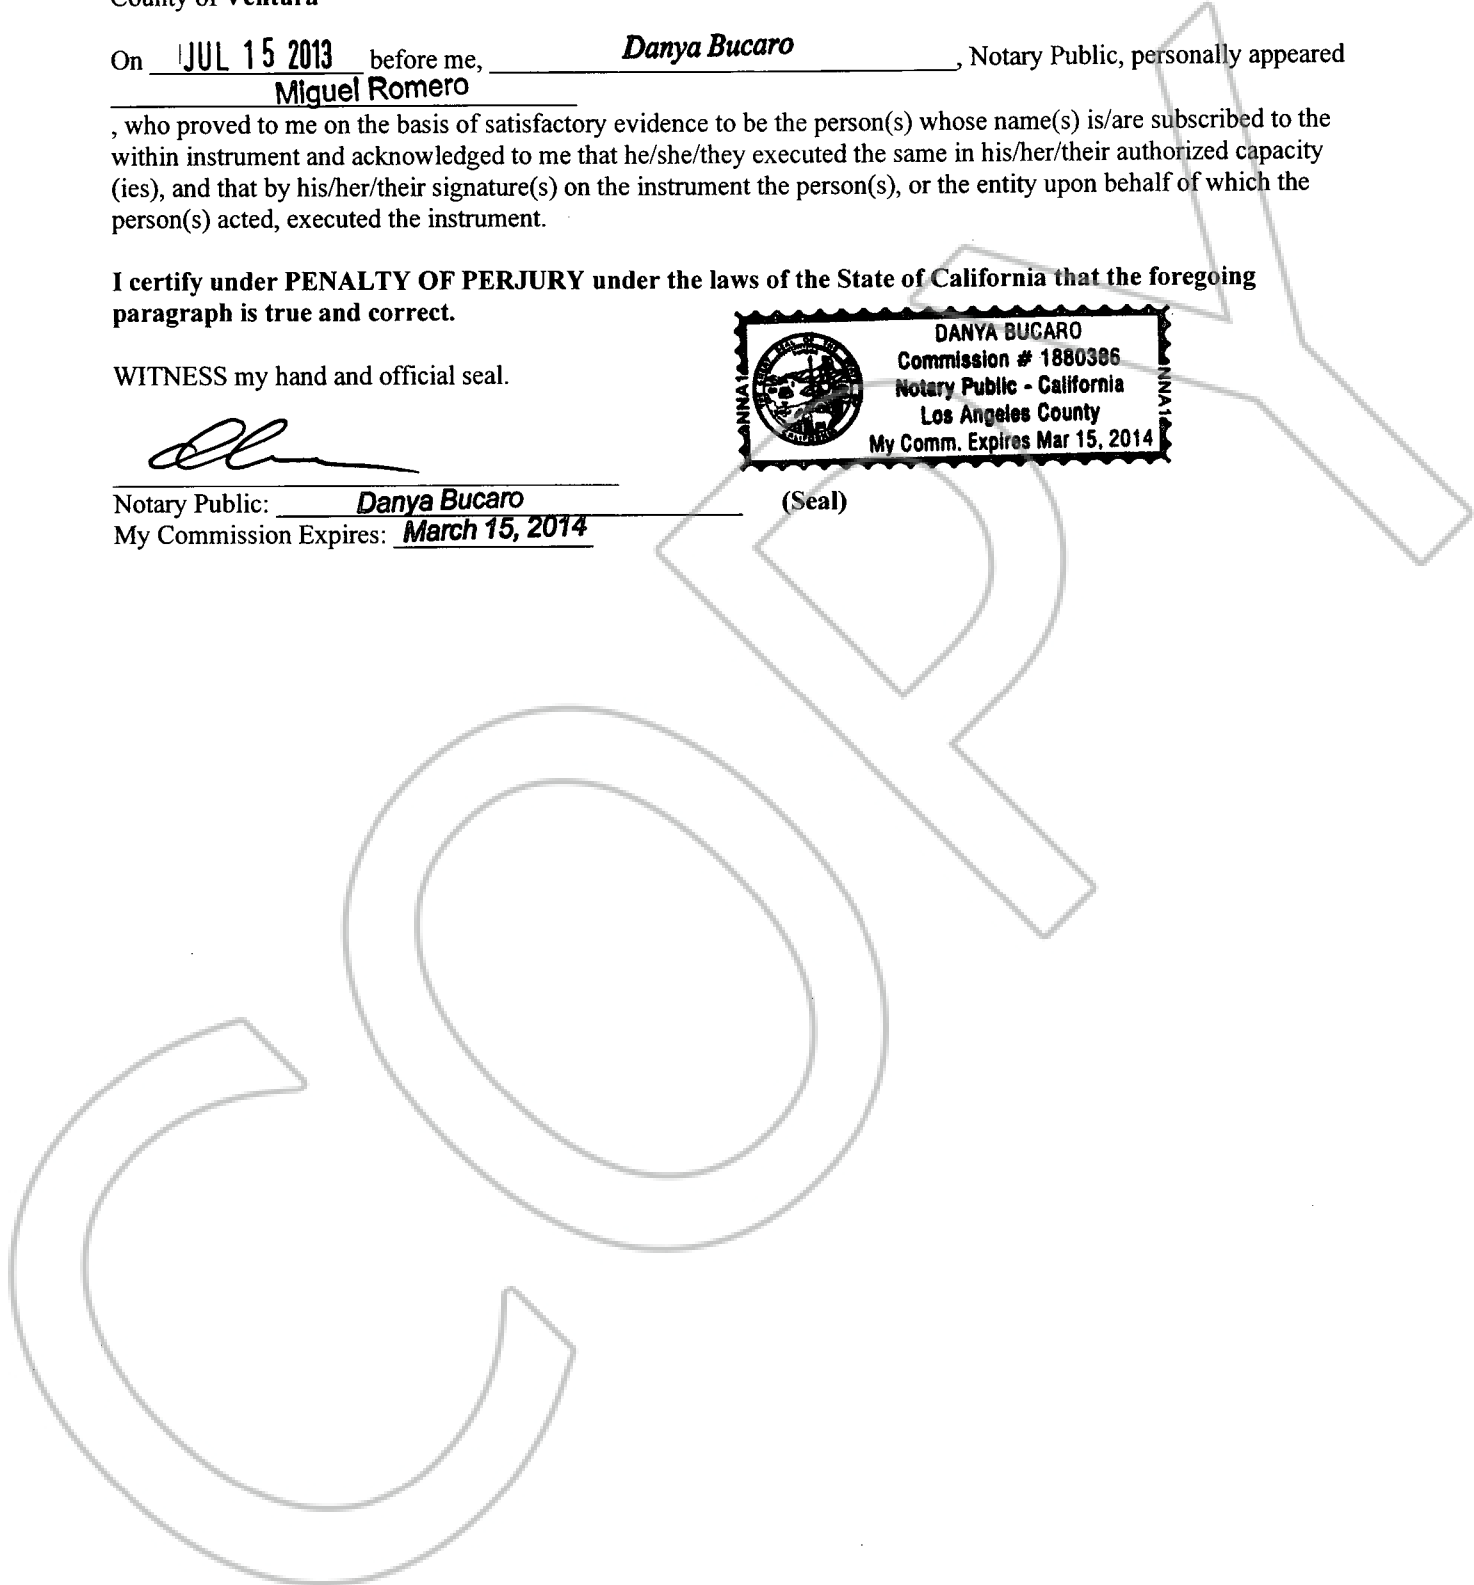 County of Ventura
On JUL 15 2013 before me, Danya Bucaro, Notary Public, personally appeared
Miguel Romero
, who proved to me on the basis of satisfactory evidence to be the person(s) whose name(s) is/are subscribed to the
within instrument and acknowledged to me that he/she/they executed the same in his/her/their authorized capacity
(ies), and that by his/her/their signature(s) on the instrument the person(s), or the entity upon behalf of which the
person(s) acted, executed the instrument.
I certify under PENALTY OF PERJURY under the laws of the State of California that the foregoing
paragraph is true and correct.
WITNESS my hand and official seal.
DANYA BUCARO
Commission # 1880386
Notary Public - California
Los Angeles County
My Comm. Expires Mar 15, 2014
NNA1
NNA1
Notary Public: Danya Bucaro (Seal)
My Commission Expires: March 15, 2014
COPY